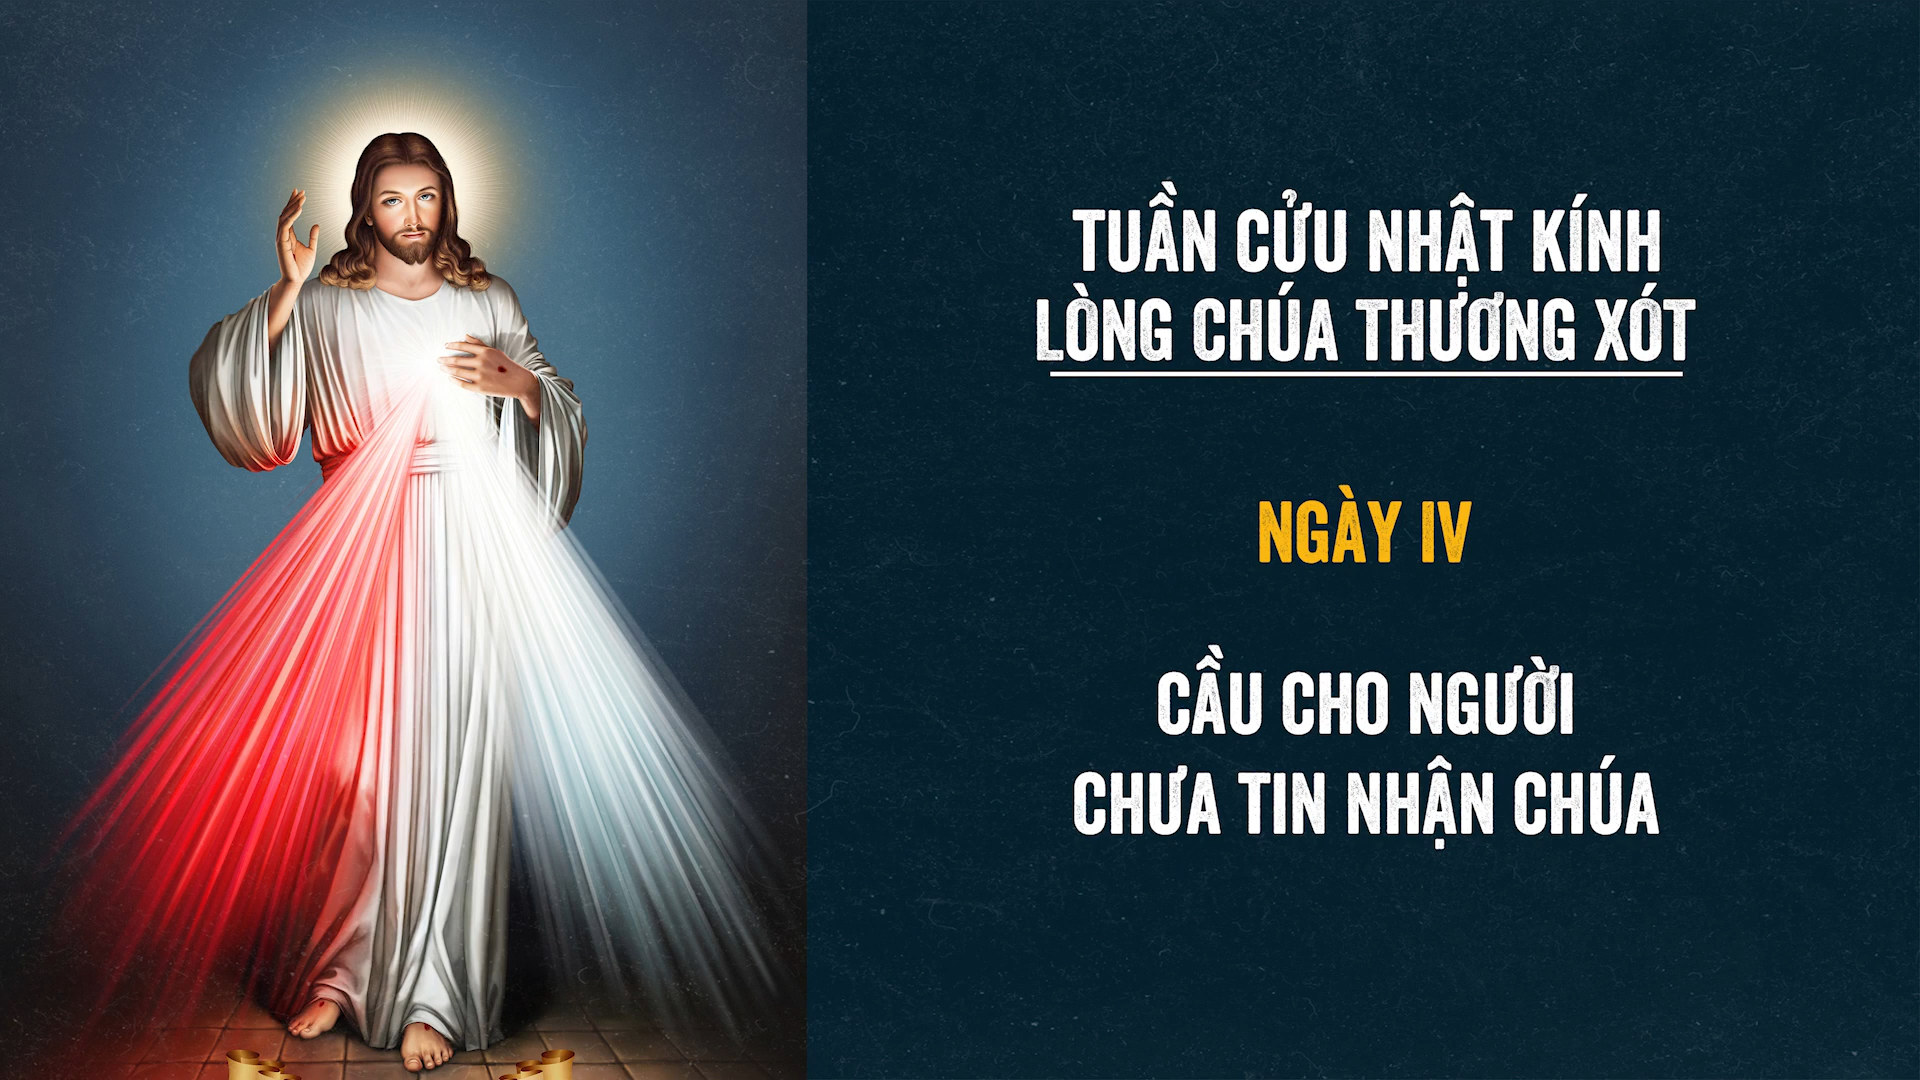 TUẦN CỬU NHẬT KÍNH
LÒNG CHÚA THƯƠNG XÓT
NGÀY IV
CẦU CHO NGƯỜI
CHƯA TIN NHẬN CHÚA